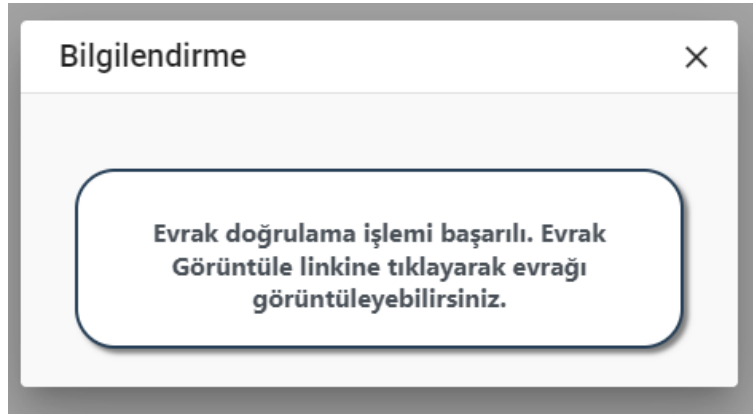 Bilgilendirme
Evrak doğrulama işlemi başarılı. Evrak
Görüntüle linkine tıklayarak evrağı
görüntüleyebilirsiniz.